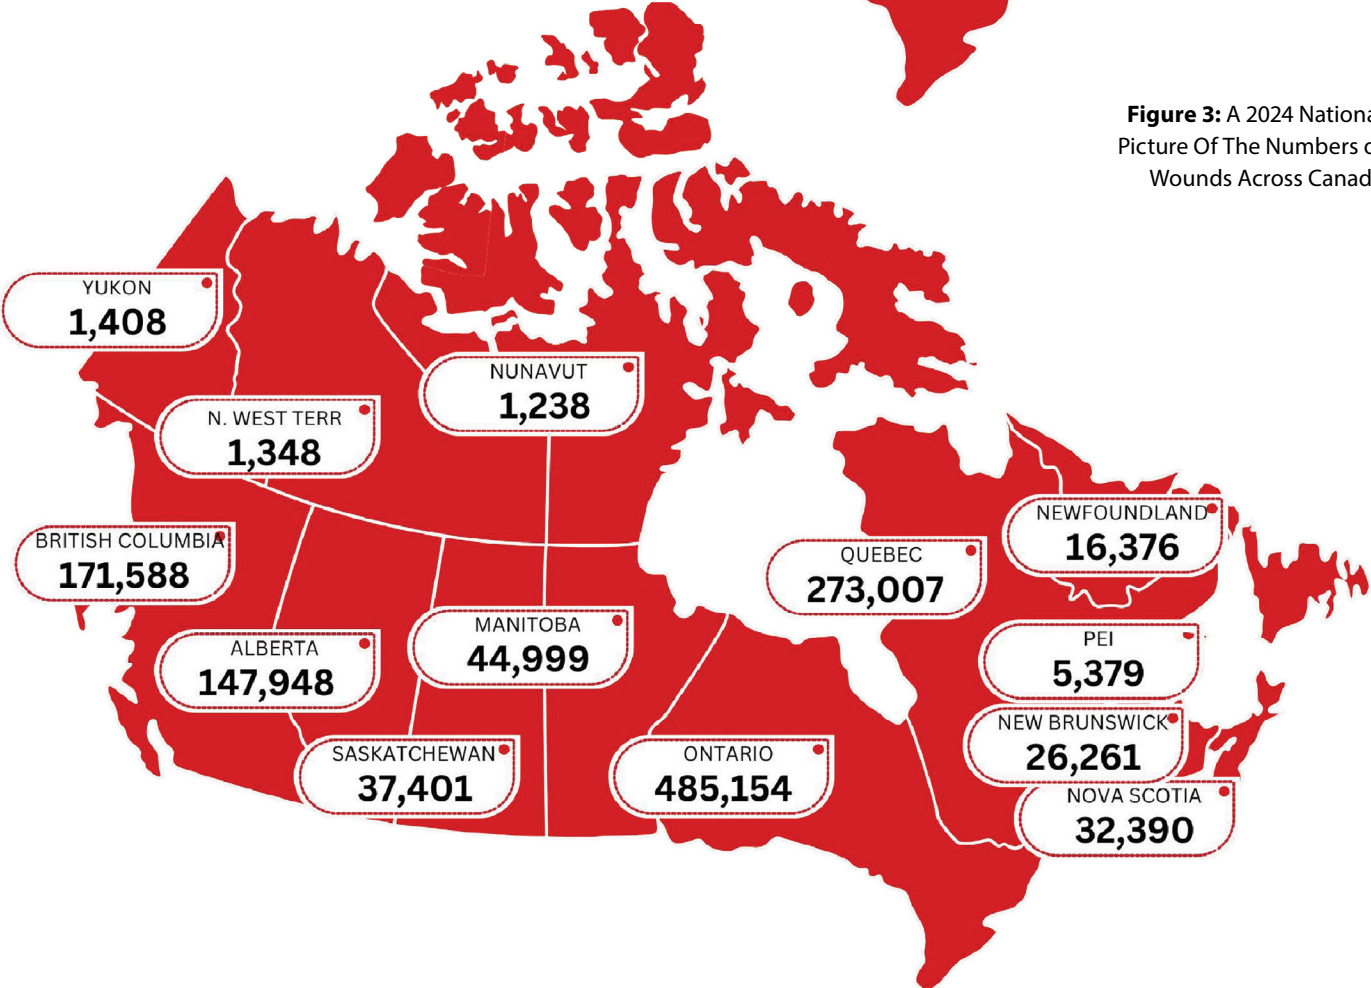 Figure 3: A 2024 Nationa
Picture Of The Numbers
Wounds Across Canad
YUKON
1,408
NUNAVUT
1,238
N. WEST TERR
1,348
NEWFOUNDLAND
16,376
BRITISH COLUMBIA
171,588
QUEBEC
273,007
MANITOBA
44,999
PEI
5,379
ALBERTA
147,948
NEW BRUNSWICK
26,261
SASKATCHEWAN
37,401
ONTARIO
485,154
NOVA SCOTIA
32,390